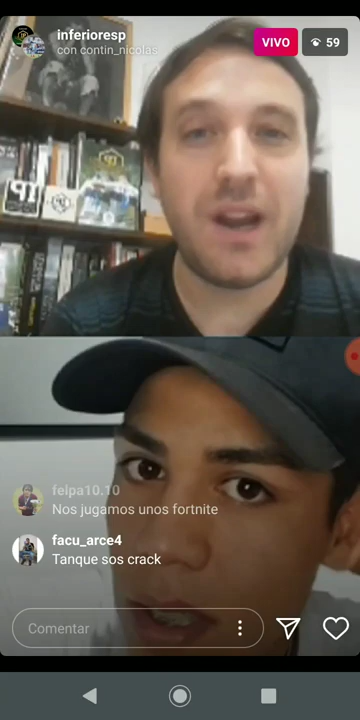 inferioresp
con contin_nicolas
VIVO
59
felpa10.10
Nos jugamos unos fortnite
facu_arce4
Tanque sos crack
Comentar